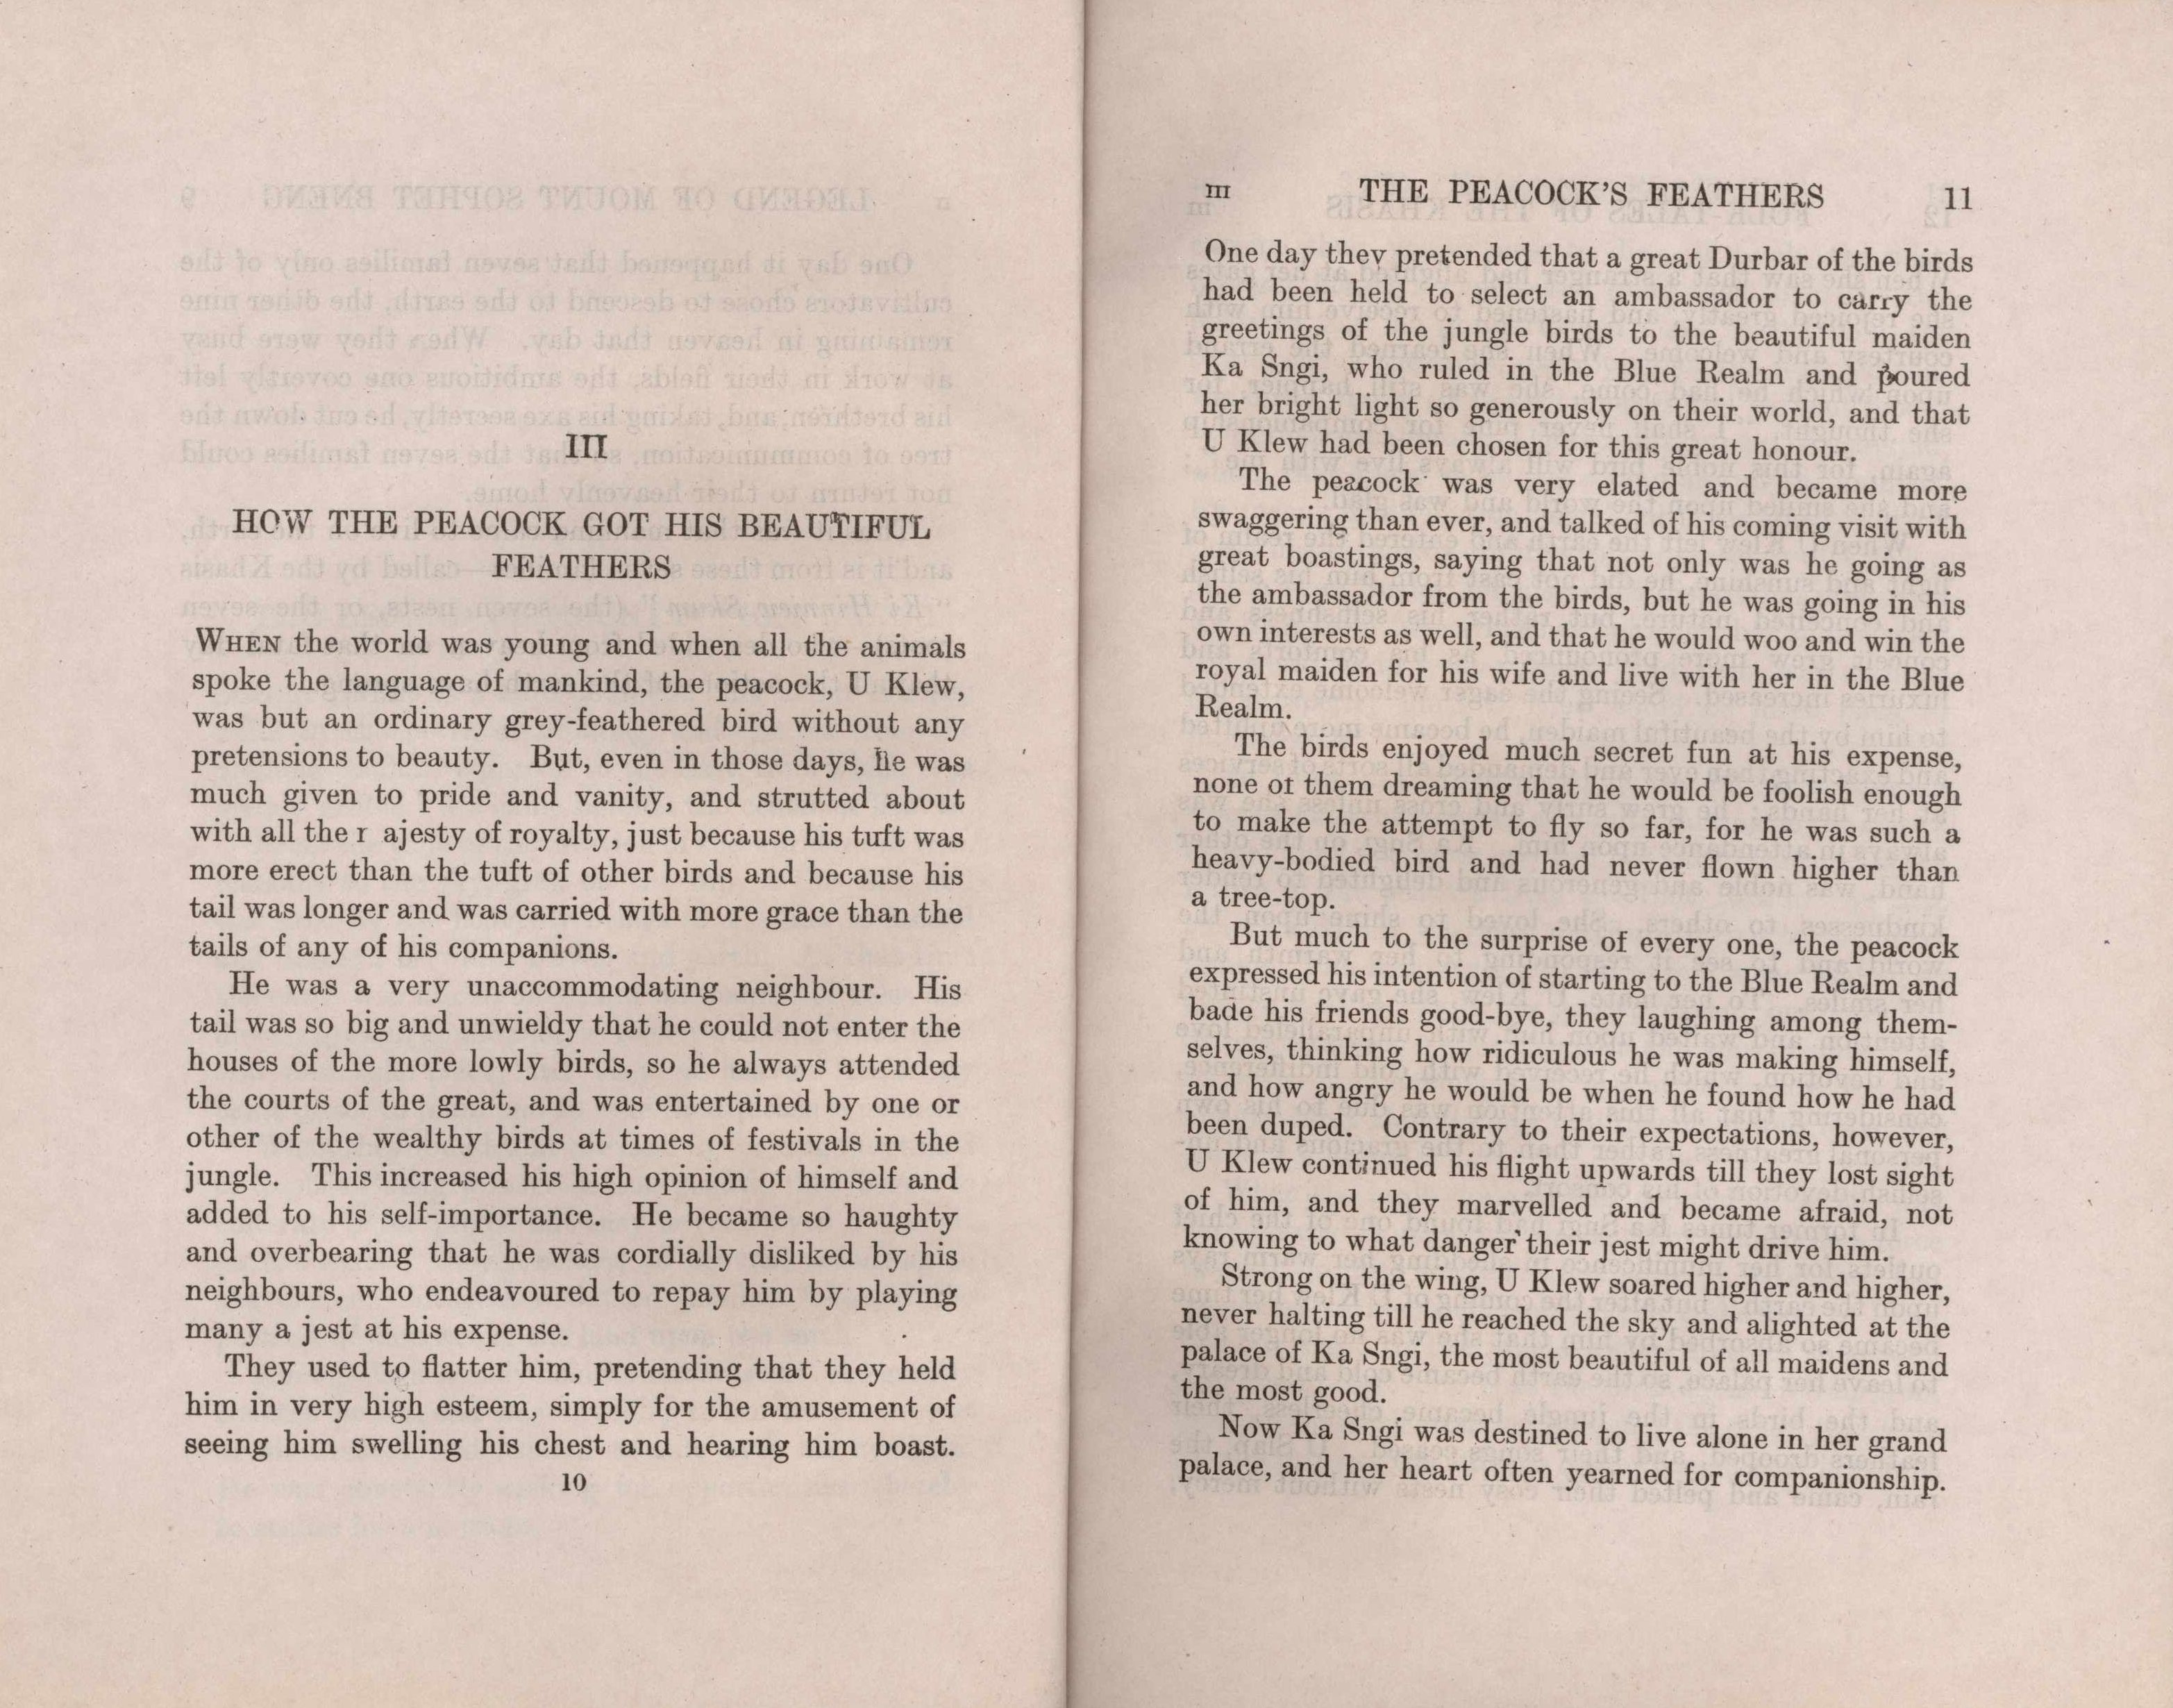 III
HOW THE PEACOCK GOT HIS BEAUTIFUL
FEATHERS
WHEN the world was young and when all the animals
spoke the language of mankind, the peacock, U Klew,
was but an ordinary grey-feathered bird without any
pretensions to beauty. But, even in those days, he was
much given to pride and vanity, and strutted about
with all the r ajesty of royalty, just because his tuft was
more erect than the tuft of other birds and because his
tail was longer and was carried with more grace than the
tails of any of his companions.
He was a very unaccommodating neighbour. His
tail was so big and unwieldy that he could not enter the
houses of the more lowly birds, so he always attended
the courts of the great, and was entertained by one or
other of the wealthy birds at times of festivals in the
jungle. This increased his high opinion of himself and
added to his self-importance. He became so haughty
and overbearing that he was cordially disliked by his
neighbours, who endeavoured to repay him by playing
many a jest at his expense.
They used to flatter him, pretending that they held
him in very high esteem, simply for the amusement of
seeing him swelling his chest and hearing him boast.
10
III THE PEACOCK'S FEATHERS 11
One day they pretended that a great Durbar of the birds
had been held to select an ambassador to carry the
greetings of the jungle birds to the beautiful maiden
Ka Sngi, who ruled in the Blue Realm and poured
her bright light so generously on their world, and that
U Klew had been chosen for this great honour.
The peacock was very elated and became more
swaggering than ever, and talked of his coming visit with
great boastings, saying that not only was he going as
the ambassador from the birds, but he was going in his
own interests as well, and that he would woo and win the
royal maiden for his wife and live with her in the Blue
Realm.
The birds enjoyed much secret fun at his expense,
none of them dreaming that he would be foolish enough
to make the attempt to fly so far, for he was such a
heavy-bodied bird and had never flown higher than
a tree-top.
But much to the surprise of every one, the peacock
expressed his intention of starting to the Blue Realm and
bade his friends good-bye, they laughing among them-
selves, thinking how ridiculous he was making himself,
and how angry he would be when he found how he had
been duped. Contrary to their expectations, however,
U Klew continued his flight upwards till they lost sight
of him, and they marvelled and became afraid, not
knowing to what danger their jest might drive him.
Strong on the wing, U Klew soared higher and higher,
never halting till he reached the sky and alighted at the
palace of Ka Sngi, the most beautiful of all maidens and
the most good.
Now Ka Sngi was destined to live alone in her grand
palace, and her heart often yearned for companionship.